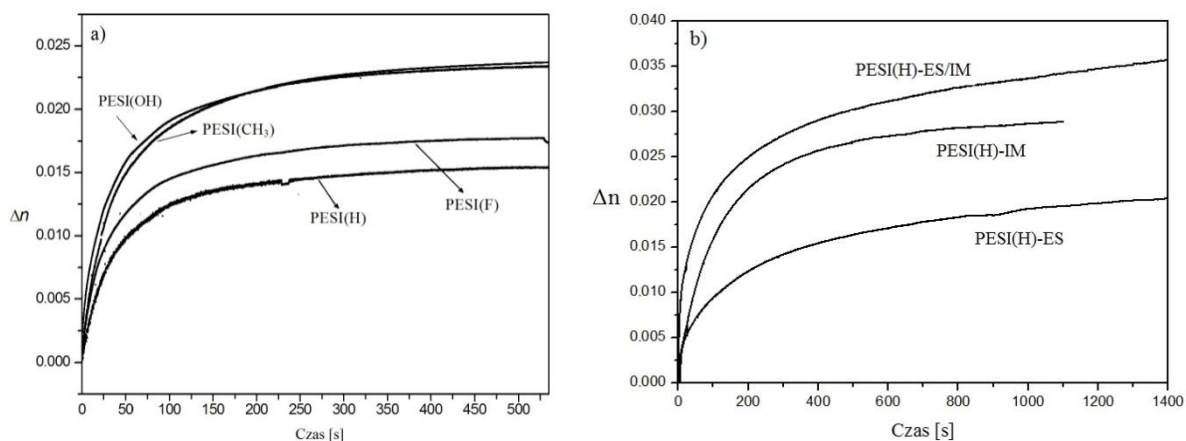 a)
0.025
0.020
0.015
0.010
0.005
0.000
Δn
PESI(OH)
PESI(CH₃)
PESI(F)
PESI(H)
0 50 100 150 200 250 300 350 400 450 500
Czas [s]
b)
0.040
0.035
0.030
0.025
0.020
0.015
0.010
0.005
0.000
Δn
PESI(H)-ES/IM
PESI(H)-IM
PESI(H)-ES
0 200 400 600 800 1000 1200 1400
Czas [s]